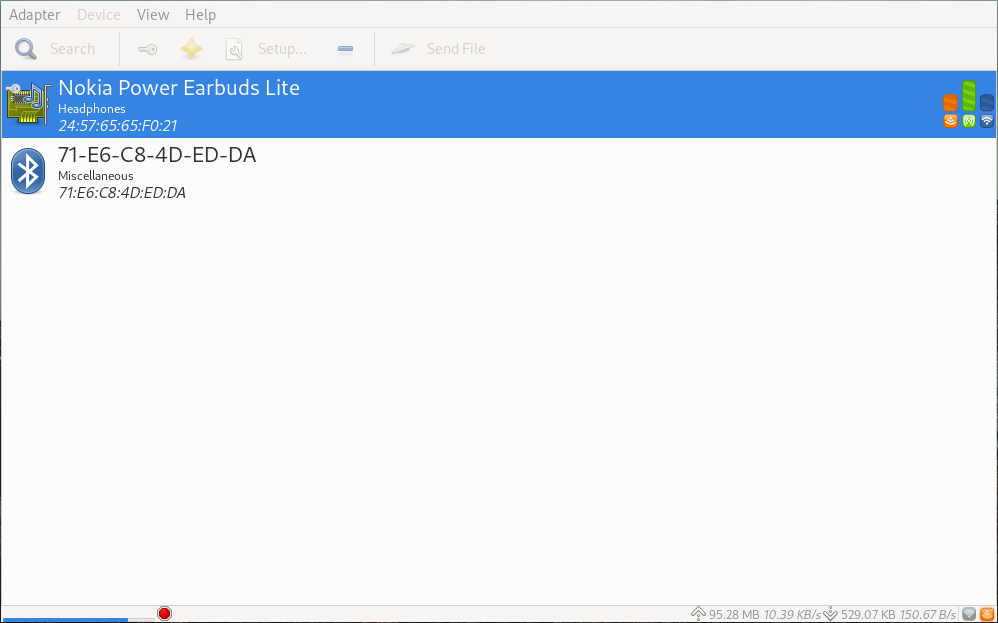 Adapter Device View Help
Search Setup... Send File
Nokia Power Earbuds Lite
Headphones
24:57:65:65:F0:21
71-E6-C8-4D-ED-DA
Miscellaneous
71:E6:C8:4D:ED:DA
95.28 MB 10.39 KB/s 529.07 KB 150.67 B/s